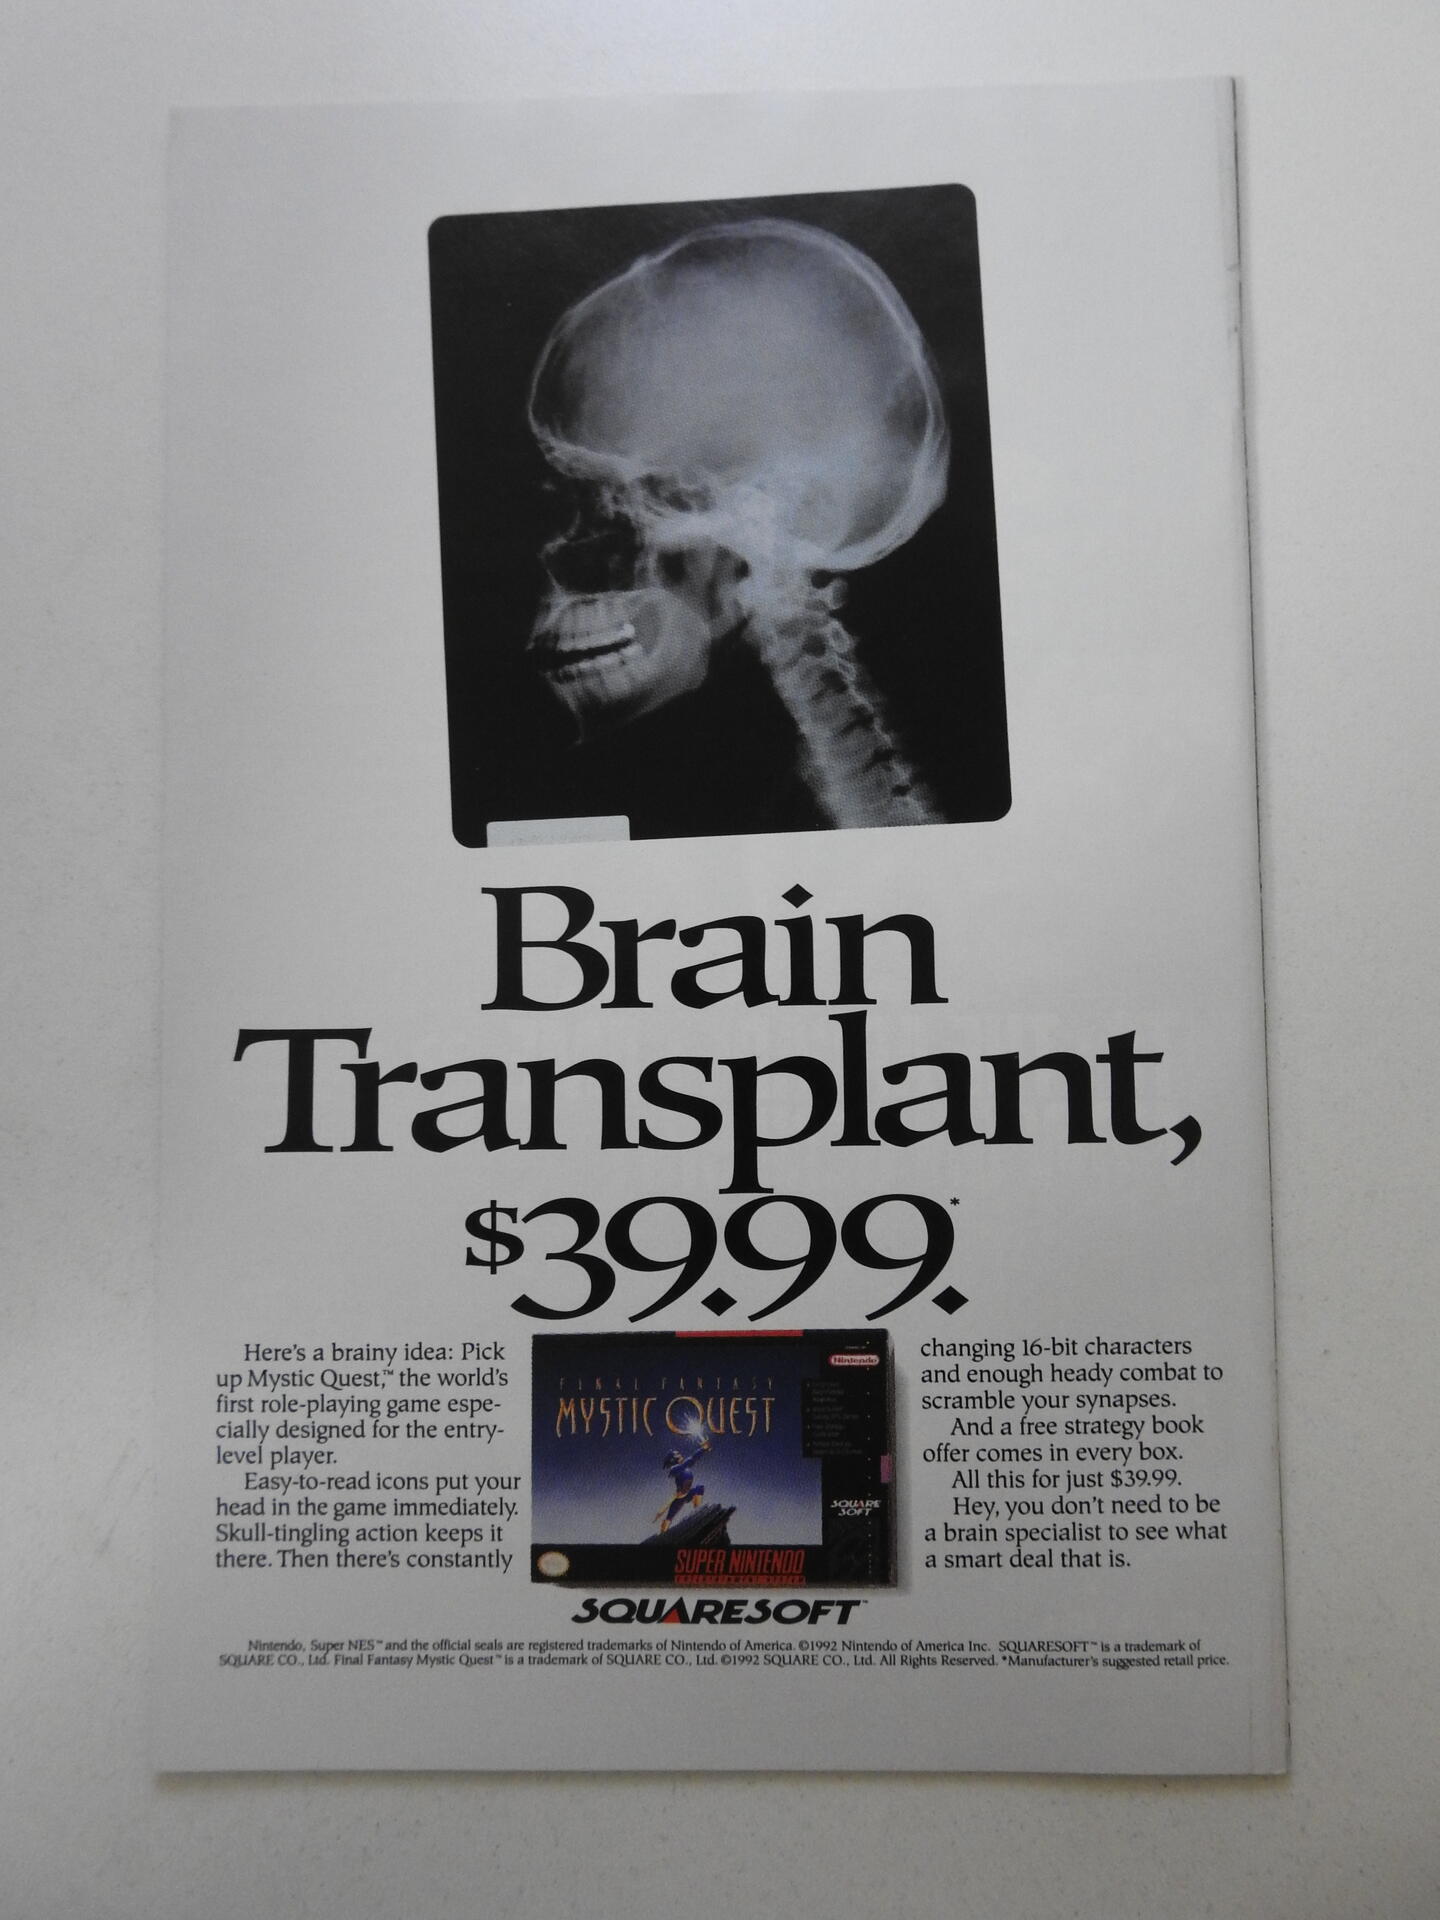 Brain
Transplant,
$39.99.*
Here's a brainy idea: Pick
up Mystic Quest,™ the world's
first role-playing game espe-
cially designed for the entry-
level player.
Easy-to-read icons put your
head in the game immediately.
Skull-tingling action keeps it
there. Then there's constantly
FINAL FANTASY
MYSTIC QUEST
Nintendo
SQUARE
SOFT
SUPER NINTENDO
ENTERTAINMENT SYSTEM
changing 16-bit characters
and enough heady combat to
scramble your synapses.
And a free strategy book
offer comes in every box.
All this for just $39.99.
Hey, you don't need to be
a brain specialist to see what
a smart deal that is.
SQUARESOFT™
Nintendo, Super NES™ and the official seals are registered trademarks of Nintendo of America. ©1992 Nintendo of America Inc. SQUARESOFT™ is a trademark of
SQUARE CO., Ltd. Final Fantasy Mystic Quest™ is a trademark of SQUARE CO., Ltd. ©1992 SQUARE CO., Ltd. All Rights Reserved. *Manufacturer's suggested retail price.